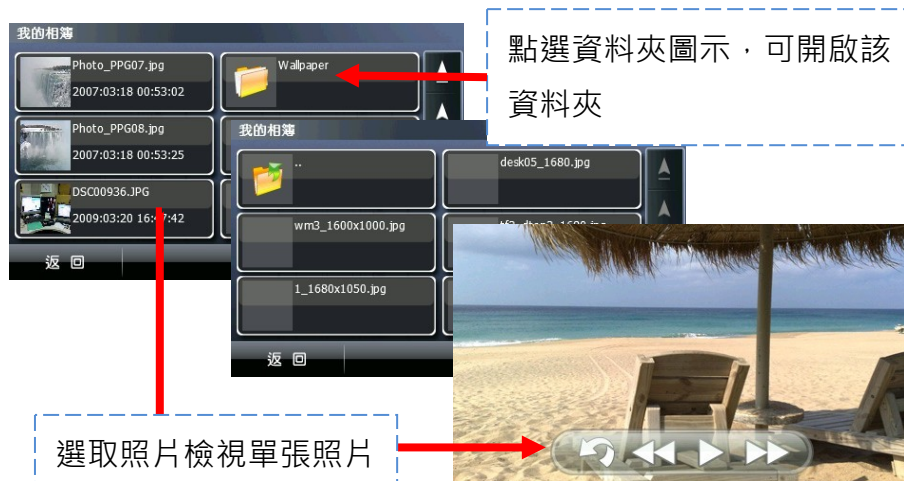 我的相簿
Photo_PPG07.jpg
2007:03:18 00:53:02
Wallpaper
Photo_PPG08.jpg
2007:03:18 00:53:25
DSC00936.JPG
2009:03:20 16:47:42
返回
點選資料夾圖示，可開啟該
資料夾
我的相簿
..
desk05_1680.jpg
wm3_1600x1000.jpg
1_1680x1050.jpg
返回
選取照片檢視單張照片